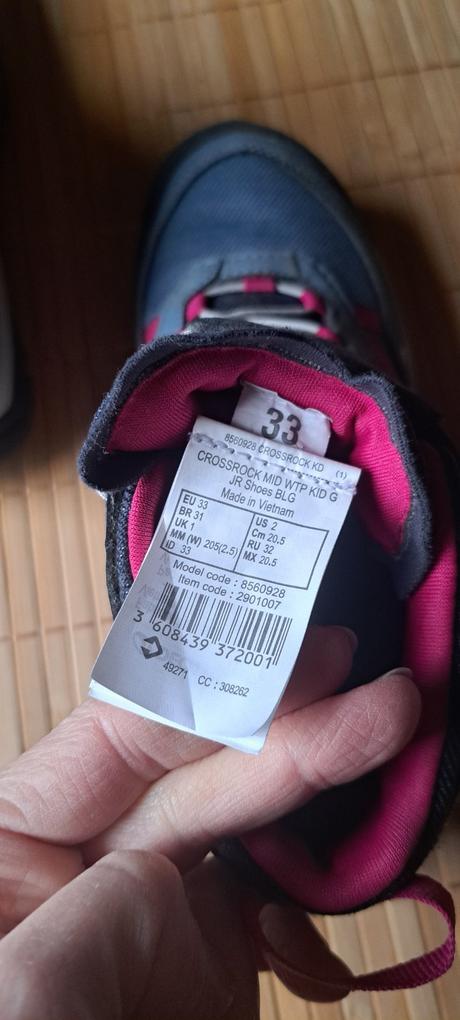 33
8560928 CROSSROCK KD (1)
CROSSROCK MID WTP KID G
JR Shoes BLG
Made in Vietnam
EU 33 US 2
BR 31 Cm 20.5
UK 1 RU 32
MM (W) 205(2.5) MX 20.5
ID 33
Model code : 8560928
Item code : 2901007
3 608439 372001
49271 CC : 308262